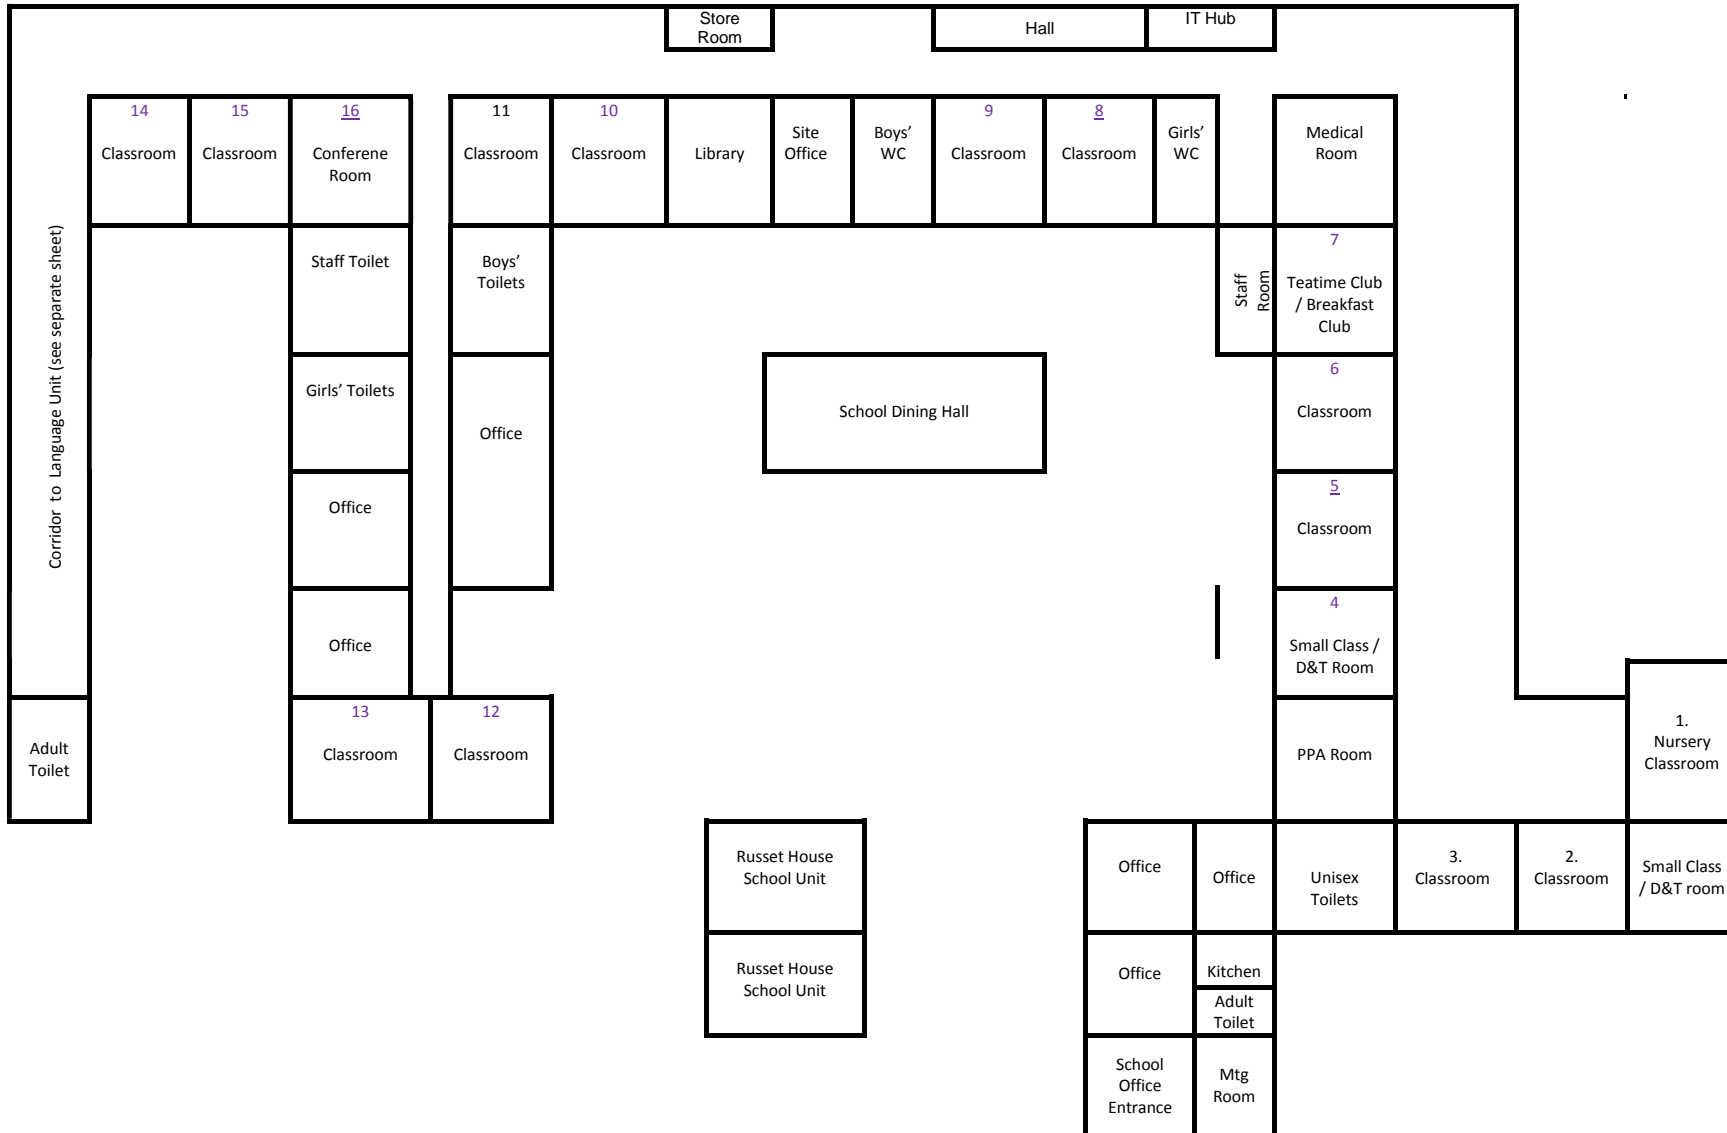 Store
Room
Hall
IT Hub
14
Classroom
15
Classroom
16
Conferene
Room
11
Classroom
10
Classroom
Library
Site
Office
Boys’
WC
9
Classroom
8
Classroom
Girls’
WC
Medical
Room
Corridor to Language Unit (see separate sheet)
Staff Toilet
Boys’
Toilets
Staff
Room
7
Teatime Club
/ Breakfast
Club
Girls’ Toilets
Office
School Dining Hall
6
Classroom
Office
5
Classroom
Office
4
Small Class /
D&T Room
Adult
Toilet
13
Classroom
12
Classroom
PPA Room
1.
Nursery
Classroom
Russet House
School Unit
Office
Office
Unisex
Toilets
3.
Classroom
2.
Classroom
Small Class
/ D&T room
Russet House
School Unit
Office
Kitchen
Adult
Toilet
School
Office
Entrance
Mtg
Room